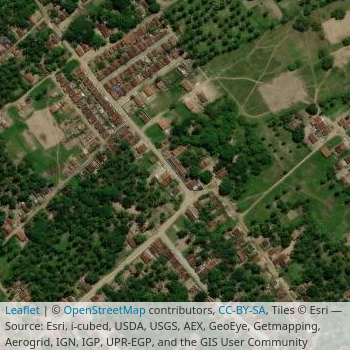 Leaflet | © OpenStreetMap contributors, CC-BY-SA, Tiles © Esri —
Source: Esri, i-cubed, USDA, USGS, AEX, GeoEye, Getmapping,
Aerogrid, IGN, IGP, UPR-EGP, and the GIS User Community